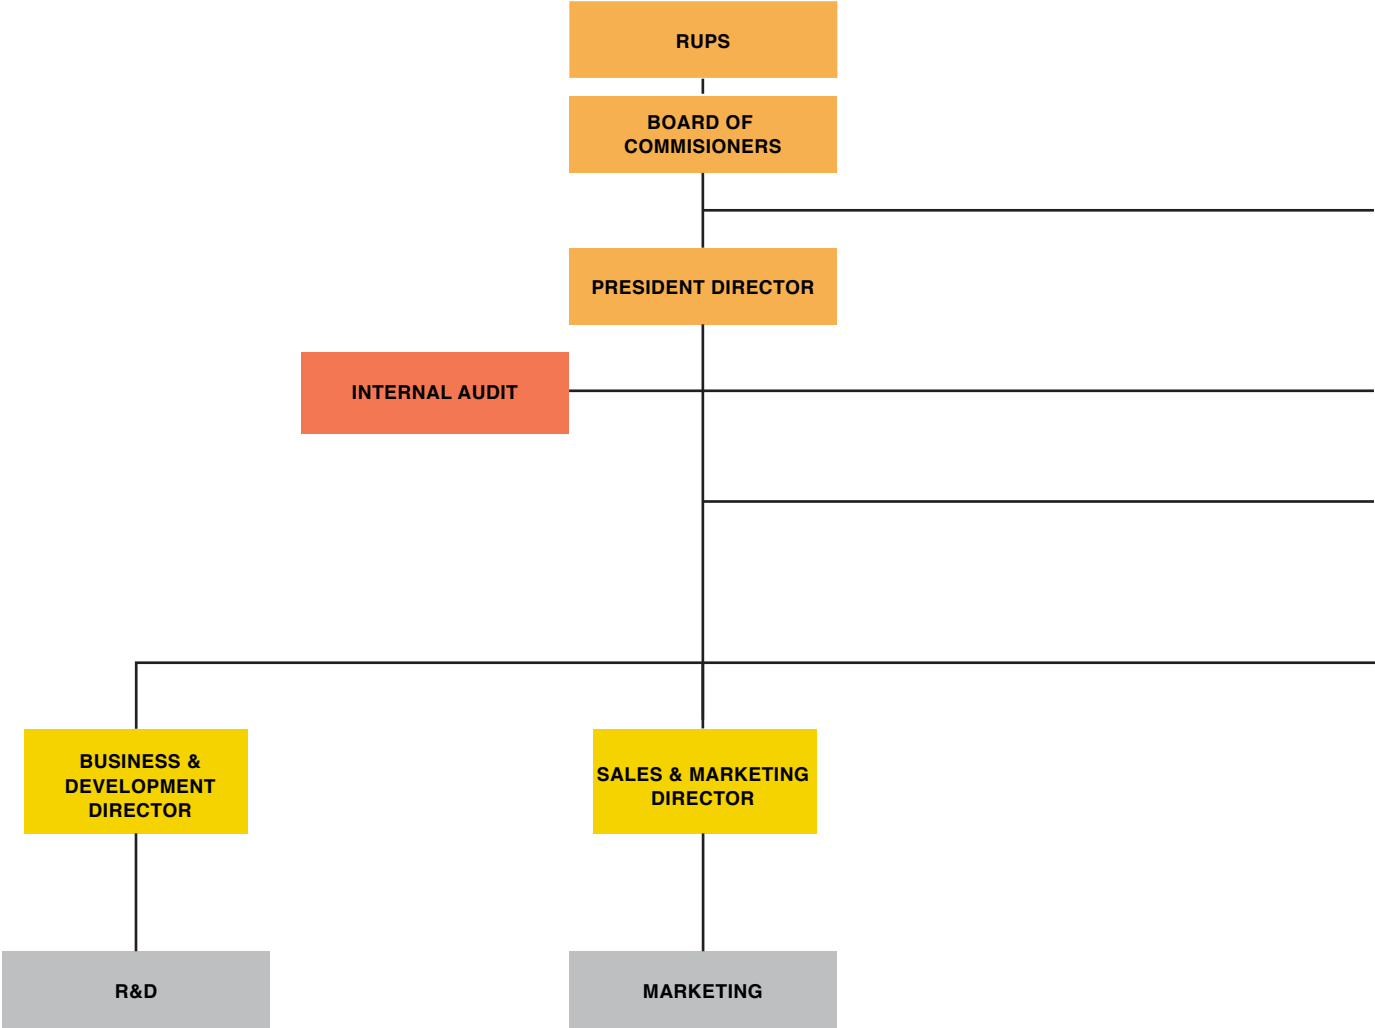 RUPS
BOARD OF
COMMISIONERS
PRESIDENT DIRECTOR
INTERNAL AUDIT
BUSINESS &
DEVELOPMENT
DIRECTOR
SALES & MARKETING
DIRECTOR
R&D
MARKETING